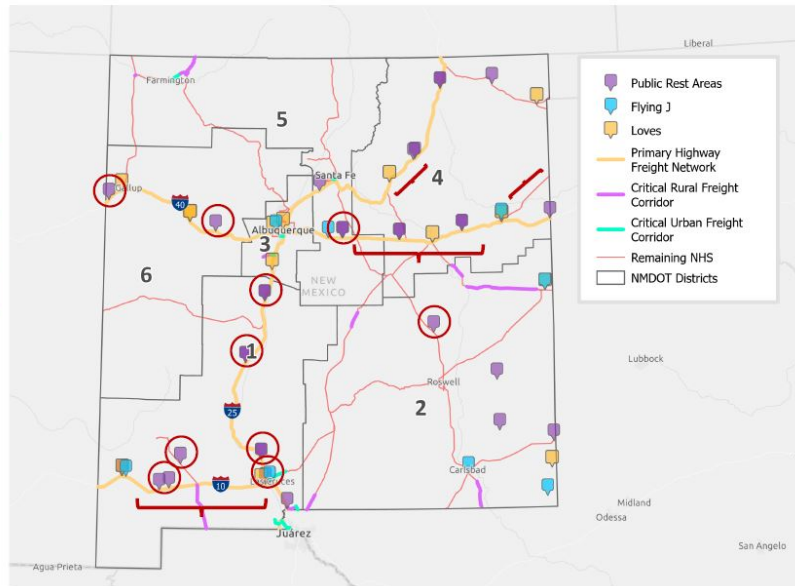 Liberal
Farmington
5
Public Rest Areas
Flying J
Loves
Primary Highway
Freight Network
Critical Rural Freight
Corridor
Critical Urban Freight
Corridor
Remaining NHS
NMDOT Districts
Santa Fe
4
Gallup
40
Albuquerque
3
6
NEW
MEXICO
1
Lubbock
Roswell
2
25
Carlsbad
10
Midland
Odessa
Juárez
San Angelo
Agua Prieta